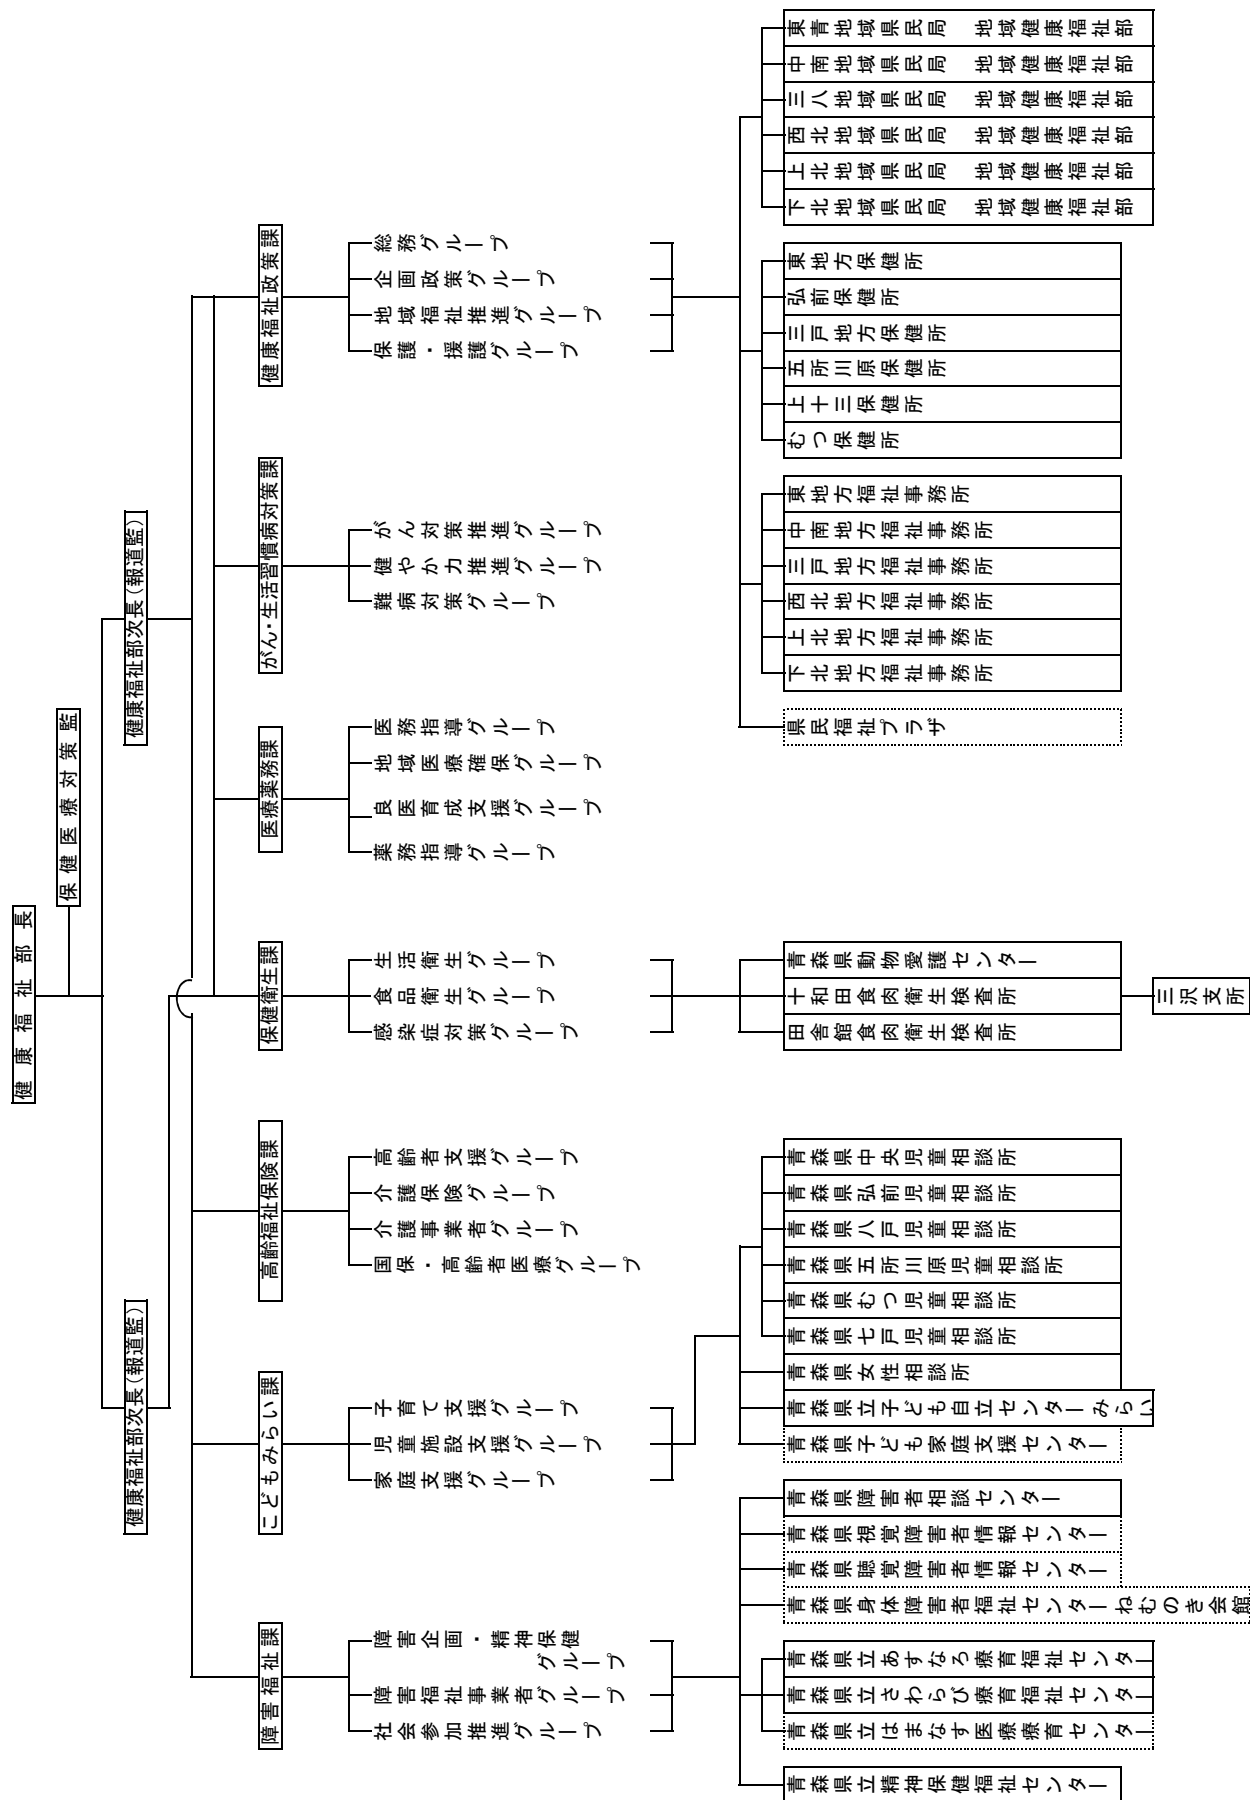 健康福祉部長
保健医療対策監
健康福祉部次長(報道監)
健康福祉部次長(報道監)
障害福祉課
障害企画・精神保健
グループ
障害福祉事業者グループ
社会参加推進グループ
青森県障害者相談センター
青森県視覚障害者情報センター
青森県聴覚障害者情報センター
青森県身体障害者福祉センターねむのき会館
青森県立あすなろ療育福祉センター
青森県立さわらび療育福祉センター
青森県立はまなす医療療育センター
青森県立精神保健福祉センター
こどもみらい課
子育て支援グループ
児童施設支援グループ
家庭支援グループ
青森県中央児童相談所
青森県弘前児童相談所
青森県八戸児童相談所
青森県五所川原児童相談所
青森県むつ児童相談所
青森県七戸児童相談所
青森県女性相談所
青森県立子ども自立センターみらい
青森県子ども家庭支援センター
高齢福祉保険課
高齢者支援グループ
介護保険グループ
介護事業者グループ
国保・高齢者医療グループ
保健衛生課
生活衛生グループ
食品衛生グループ
感染症対策グループ
青森県動物愛護センター
十和田食肉衛生検査所
三沢支所
田舎館食肉衛生検査所
医療薬務課
医務指導グループ
地域医療確保グループ
良医育成支援グループ
薬務指導グループ
がん・生活習慣病対策課
がん対策推進グループ
健やか力推進グループ
難病対策グループ
健康福祉政策課
総務グループ
企画政策グループ
地域福祉推進グループ
保護・援護グループ
東青地域県民局 地域健康福祉部
中南地域県民局 地域健康福祉部
三八地域県民局 地域健康福祉部
西北地域県民局 地域健康福祉部
上北地域県民局 地域健康福祉部
下北地域県民局 地域健康福祉部
東地方保健所
弘前保健所
三戸地方保健所
五所川原保健所
上十三保健所
むつ保健所
東地方福祉事務所
中南地方福祉事務所
三戸地方福祉事務所
西北地方福祉事務所
上北地方福祉事務所
下北地方福祉事務所
県民福祉プラザ